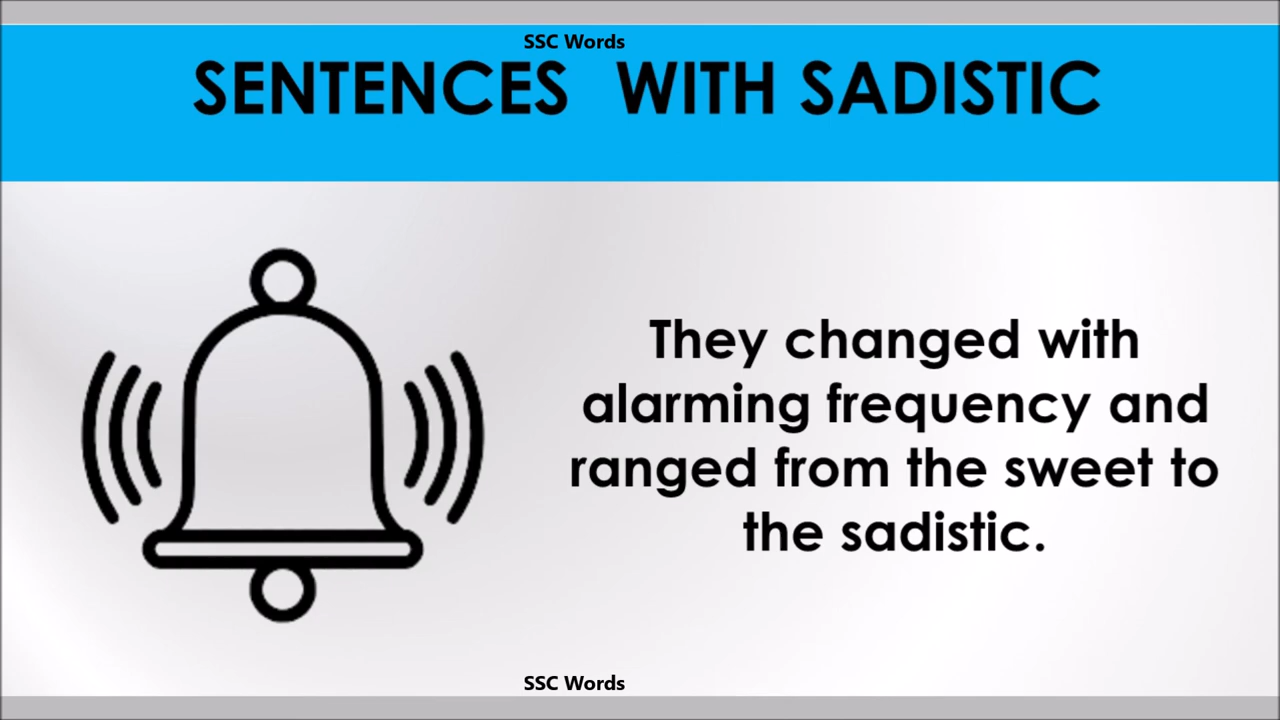 SSC Words
SENTENCES WITH SADISTIC
They changed with
alarming frequency and
ranged from the sweet to
the sadistic.
SSC Words